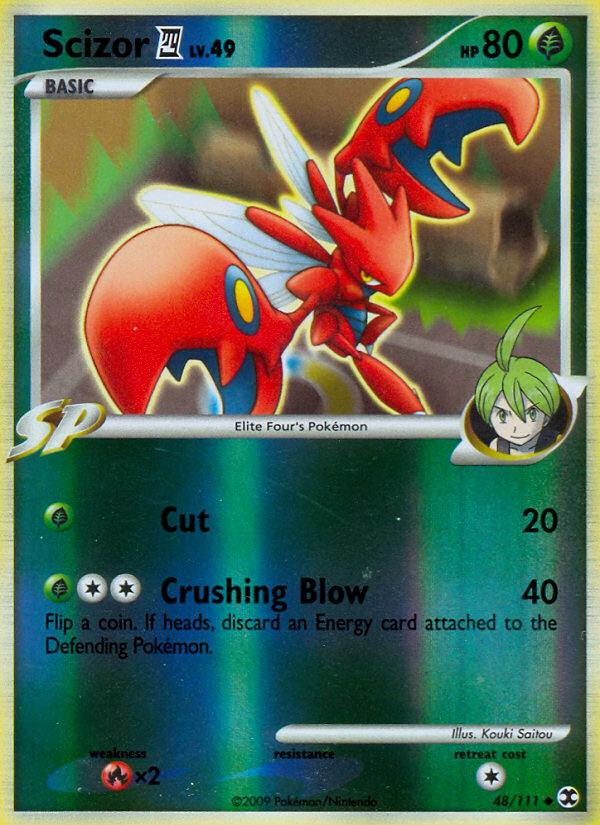 Scizor 四 LV.49 HP 80
BASIC
SP
Elite Four's Pokémon
Cut 20
Crushing Blow 40
Flip a coin. If heads, discard an Energy card attached to the
Defending Pokémon.
Illus. Kouki Saitou
weakness resistance retreat cost
×2
©2009 Pokémon/Nintendo 48/111